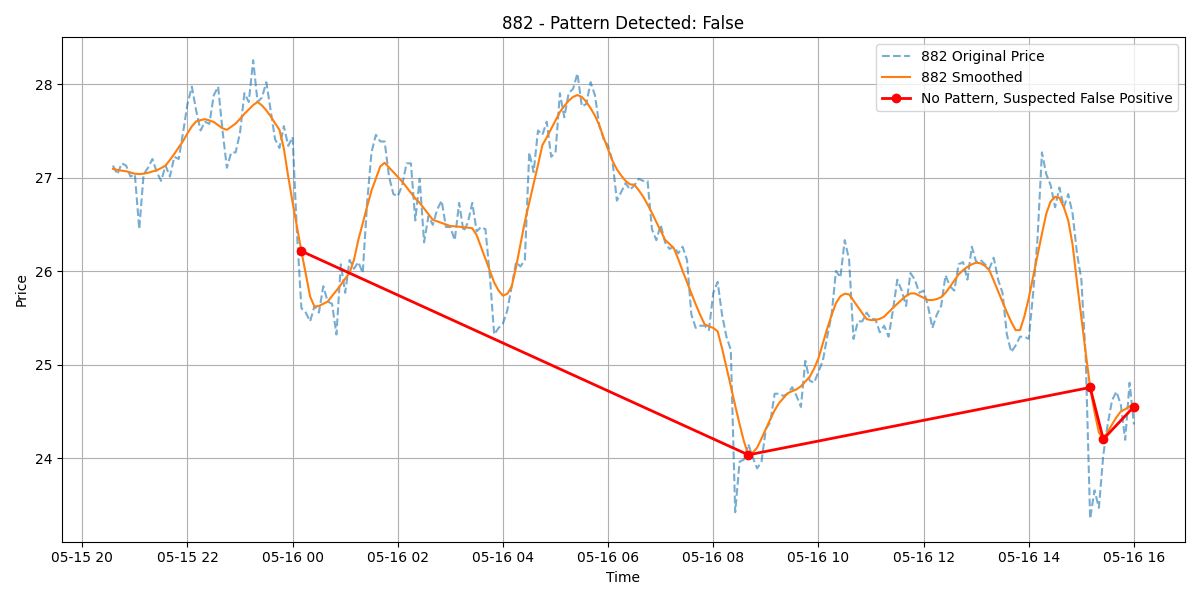 882 - Pattern Detected: False
882 Original Price
882 Smoothed
No Pattern, Suspected False Positive
Price
28
27
26
25
24
05-15 20 05-15 22 05-16 00 05-16 02 05-16 04 05-16 06 05-16 08 05-16 10 05-16 12 05-16 14 05-16 16
Time